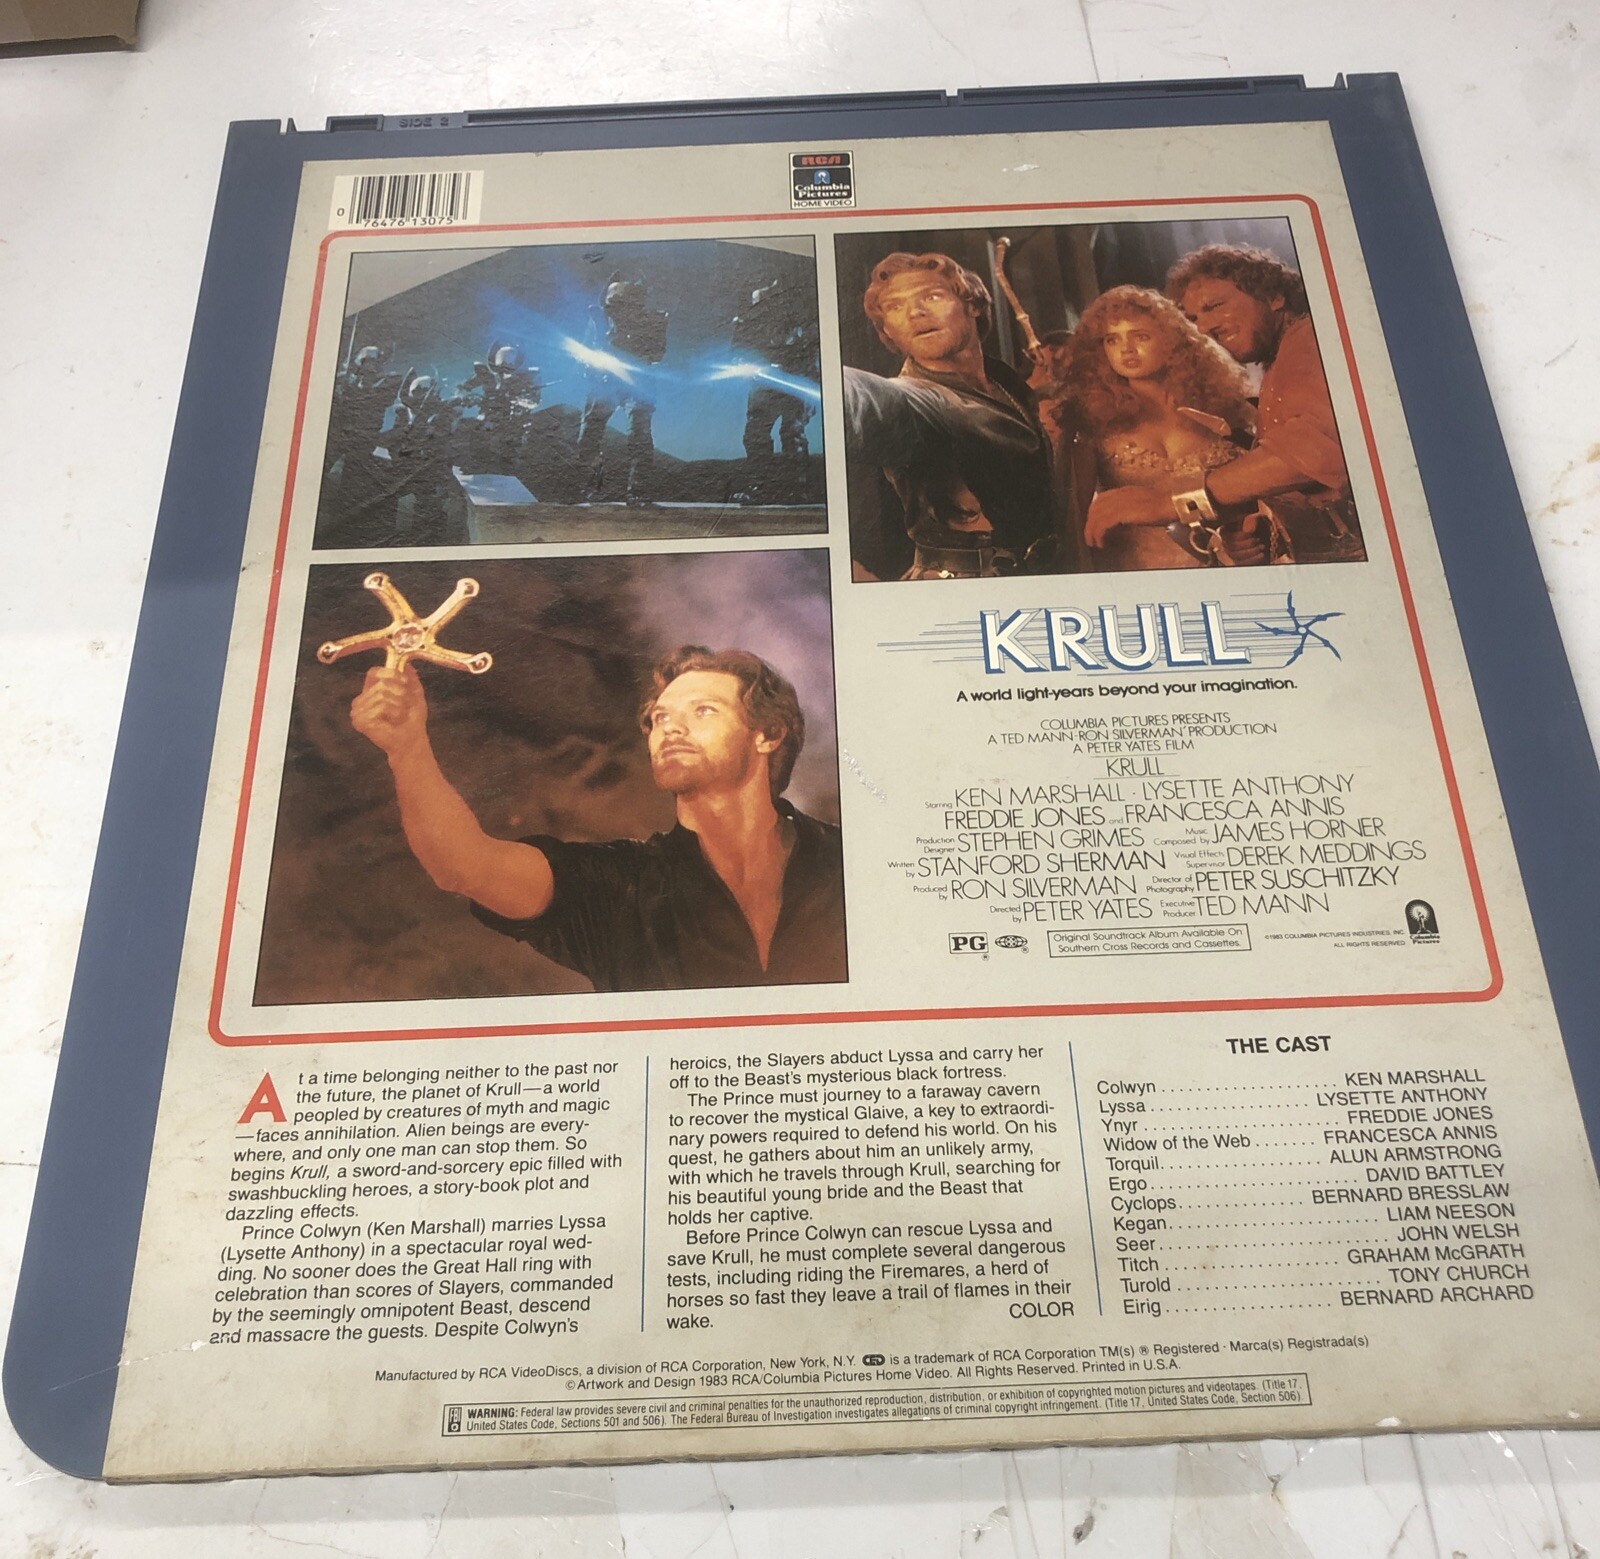 SIDE 2
RCA
Columbia
Pictures
HOME VIDEO
0 76476 13075
KRULL
A world light-years beyond your imagination.
COLUMBIA PICTURES PRESENTS
A TED MANN·RON SILVERMAN PRODUCTION
A PETER YATES FILM
KRULL
Starring KEN MARSHALL · LYSETTE ANTHONY
FREDDIE JONES and FRANCESCA ANNIS
Production Designer STEPHEN GRIMES Music Composed by JAMES HORNER
Written by STANFORD SHERMAN Visual Effects Supervisor DEREK MEDDINGS
Produced by RON SILVERMAN Director of Photography PETER SUSCHITZKY
Directed by PETER YATES Executive Producer TED MANN
PG ®
®
Original Soundtrack Album Available On
Southern Cross Records and Cassettes.
©1983 COLUMBIA PICTURES INDUSTRIES, INC.
ALL RIGHTS RESERVED.
Columbia
Pictures
At a time belonging neither to the past nor
the future, the planet of Krull—a world
peopled by creatures of myth and magic
—faces annihilation. Alien beings are every-
where, and only one man can stop them. So
begins Krull, a sword-and-sorcery epic filled with
swashbuckling heroes, a story-book plot and
dazzling effects.
Prince Colwyn (Ken Marshall) marries Lyssa
(Lysette Anthony) in a spectacular royal wed-
ding. No sooner does the Great Hall ring with
celebration than scores of Slayers, commanded
by the seemingly omnipotent Beast, descend
and massacre the guests. Despite Colwyn's
heroics, the Slayers abduct Lyssa and carry her
off to the Beast's mysterious black fortress.
The Prince must journey to a faraway cavern
to recover the mystical Glaive, a key to extraordi-
nary powers required to defend his world. On his
quest, he gathers about him an unlikely army,
with which he travels through Krull, searching for
his beautiful young bride and the Beast that
holds her captive.
Before Prince Colwyn can rescue Lyssa and
save Krull, he must complete several dangerous
tests, including riding the Firemares, a herd of
horses so fast they leave a trail of flames in their
wake.
COLOR
THE CAST
Colwyn . . . . . . . . . . . . . . . . . . . . KEN MARSHALL
Lyssa . . . . . . . . . . . . . . . . . . LYSETTE ANTHONY
Ynyr . . . . . . . . . . . . . . . . . . . . . . FREDDIE JONES
Widow of the Web . . . . . . . FRANCESCA ANNIS
Torquil . . . . . . . . . . . . . . . . . . ALUN ARMSTRONG
Ergo . . . . . . . . . . . . . . . . . . . . . . . DAVID BATTLEY
Cyclops . . . . . . . . . . . . . . BERNARD BRESSLAW
Kegan . . . . . . . . . . . . . . . . . . . . . . . LIAM NEESON
Seer . . . . . . . . . . . . . . . . . . . . . . . . . JOHN WELSH
Titch . . . . . . . . . . . . . . . . . . . GRAHAM McGRATH
Turold . . . . . . . . . . . . . . . . . . . . . . TONY CHURCH
Eirig . . . . . . . . . . . . . . . . . . BERNARD ARCHARD
Manufactured by RCA VideoDiscs, a division of RCA Corporation, New York, N.Y. CED is a trademark of RCA Corporation TM(s) ® Registered · Marca(s) Registrada(s)
©Artwork and Design 1983 RCA/Columbia Pictures Home Video. All Rights Reserved. Printed in U.S.A.
FBI WARNING: Federal law provides severe civil and criminal penalties for the unauthorized reproduction, distribution, or exhibition of copyrighted motion pictures and videotapes. (Title 17,
United States Code, Sections 501 and 506). The Federal Bureau of Investigation investigates allegations of criminal copyright infringement. (Title 17, United States Code, Section 506).